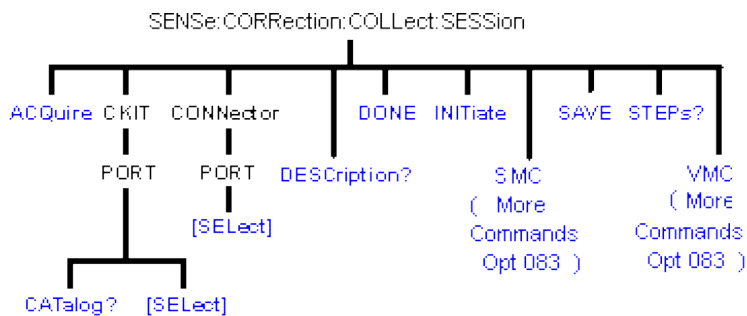 SENSe:CORRection:COLLect:SESSion
ACQuire CKIT CONNector DONE INITiate SAVE STEPs?
PORT PORT DESCription? SMC VMC
( More ( More
[SELect] Commands Commands
Opt 083 ) Opt 083 )
CATalog? [SELect]